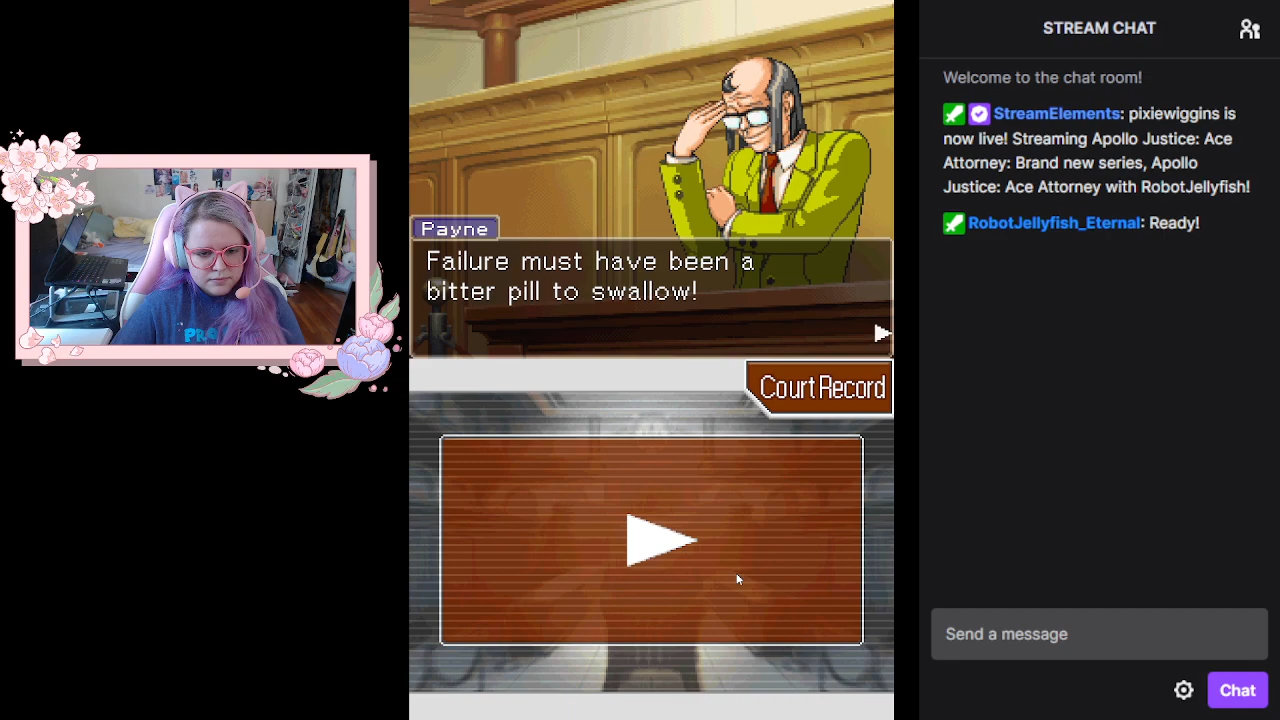 Payne
Failure must have been a
bitter pill to swallow!
Court Record
PRO
STREAM CHAT
Welcome to the chat room!
StreamElements: pixiewiggins is
now live! Streaming Apollo Justice: Ace
Attorney: Brand new series, Apollo
Justice: Ace Attorney with RobotJellyfish!
RobotJellyfish_Eternal: Ready!
Send a message
Chat